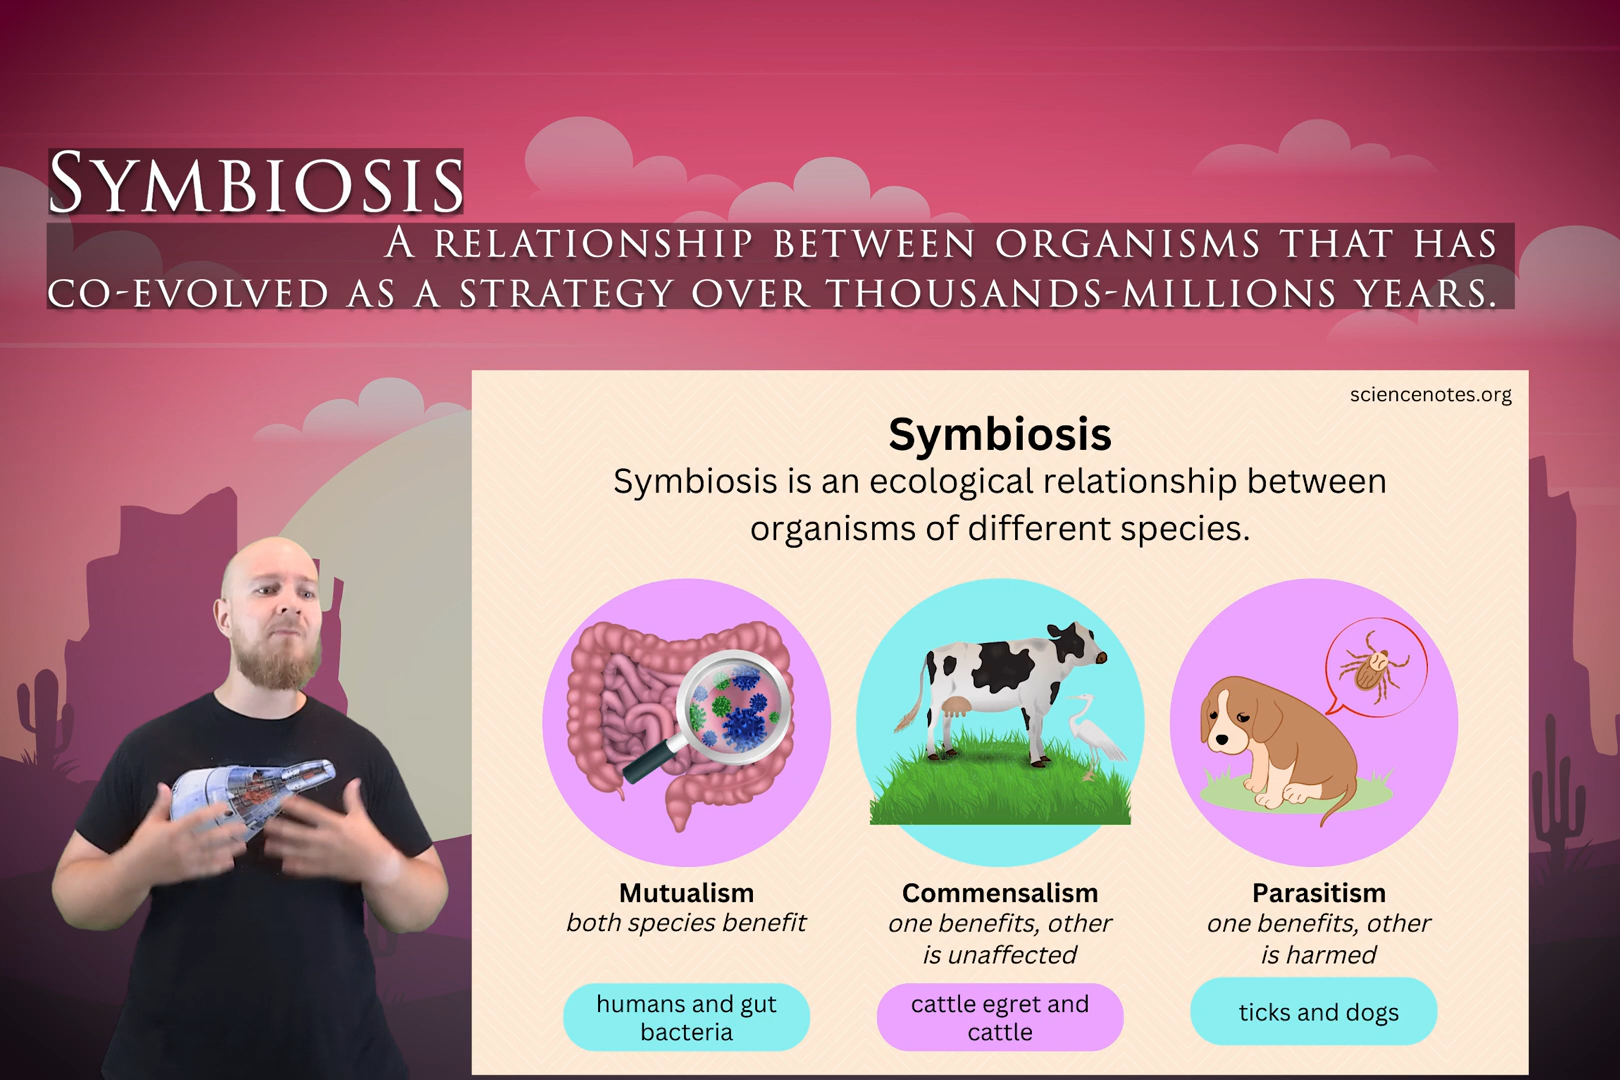 Symbiosis
A relationship between organisms that has
co-evolved as a strategy over thousands-millions years.
sciencenotes.org
Symbiosis
Symbiosis is an ecological relationship between
organisms of different species.
Mutualism
both species benefit
humans and gut
bacteria
Commensalism
one benefits, other
is unaffected
cattle egret and
cattle
Parasitism
one benefits, other
is harmed
ticks and dogs